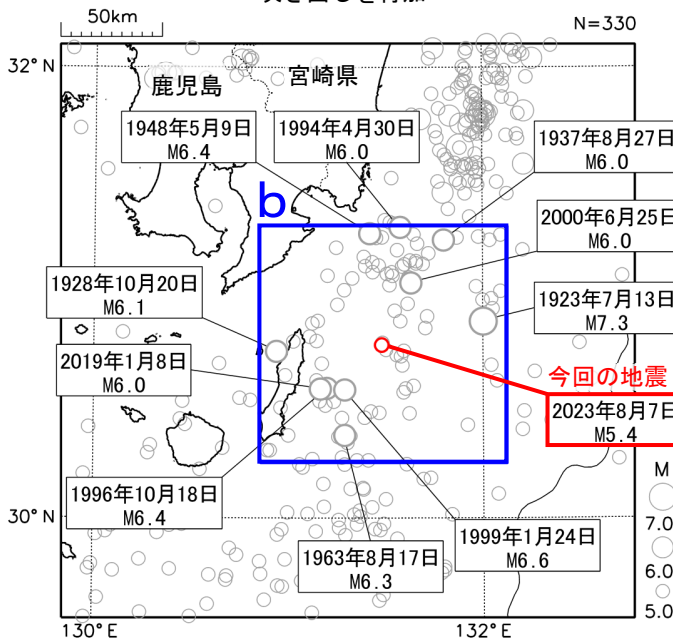 50km
N=330
32°N
鹿児島
宮崎県
1948年5月9日
M6.4
1994年4月30日
M6.0
1937年8月27日
M6.0
b
2000年6月25日
M6.0
1928年10月20日
M6.1
1923年7月13日
M7.3
2019年1月8日
M6.0
今回の地震
2023年8月7日
M5.4
1996年10月18日
M6.4
M
30°N
7.0
1999年1月24日
M6.6
1963年8月17日
M6.3
6.0
5.0
130°E
132°E